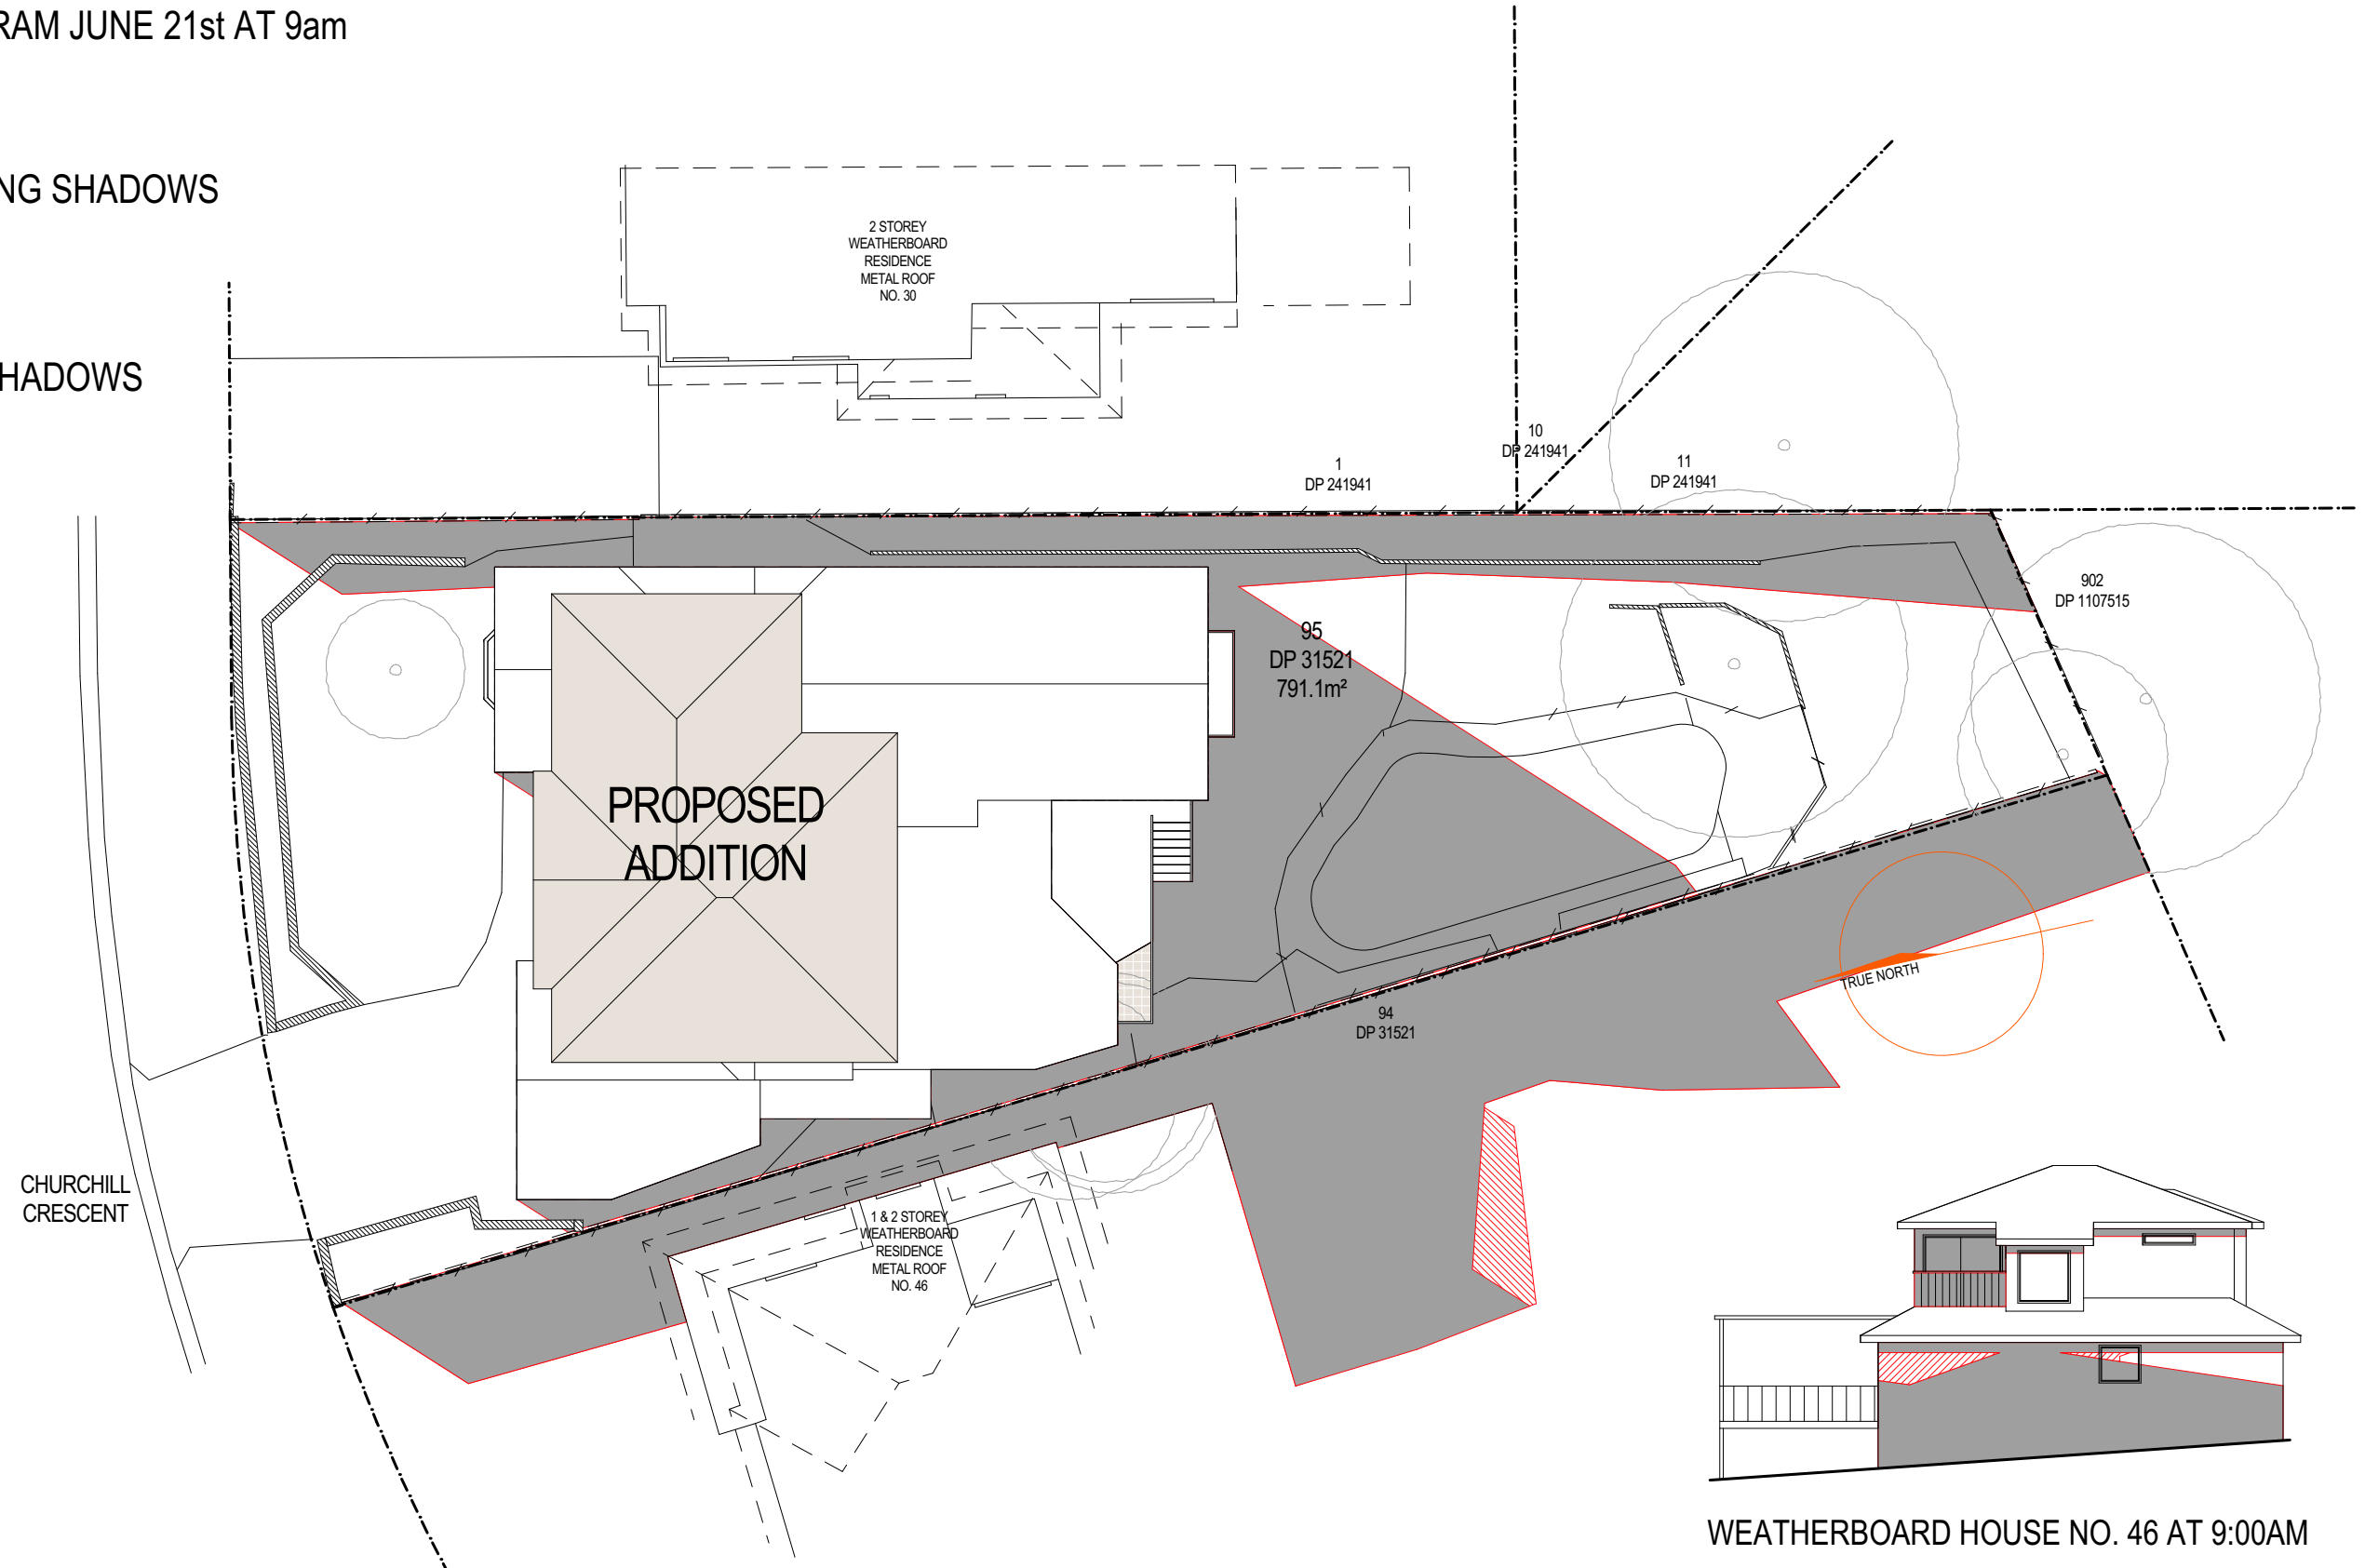 RAM JUNE 21st AT 9am
NG SHADOWS
HADOWS
2 STOREY
WEATHERBOARD
RESIDENCE
METAL ROOF
NO. 30
10
DP 241941
1
DP 241941
11
DP 241941
902
DP 1107515
95
DP 31521
791.1m²
PROPOSED
ADDITION
TRUE NORTH
94
DP 31521
CHURCHILL
CRESCENT
1 & 2 STOREY
WEATHERBOARD
RESIDENCE
METAL ROOF
NO. 46
WEATHERBOARD HOUSE NO. 46 AT 9:00AM